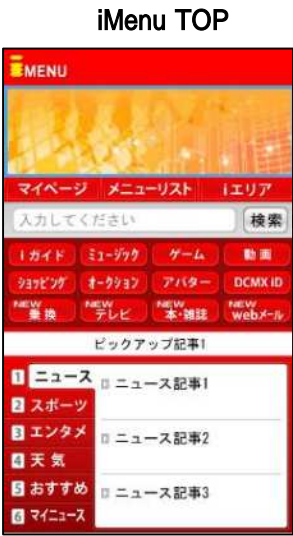 iMenu TOP
iMENU
マイページ メニューリスト iエリア
入力してください 検索
iガイド ミュージック ゲーム 動画
ショッピング オークション アバター DCMX iD
NEW NEW NEW NEW
乗換 テレビ 本・雑誌 webメール
ピックアップ記事1
1 ニュース ニュース記事1
2 スポーツ
3 エンタメ ニュース記事2
4 天気
5 おすすめ ニュース記事3
6 マイニュース